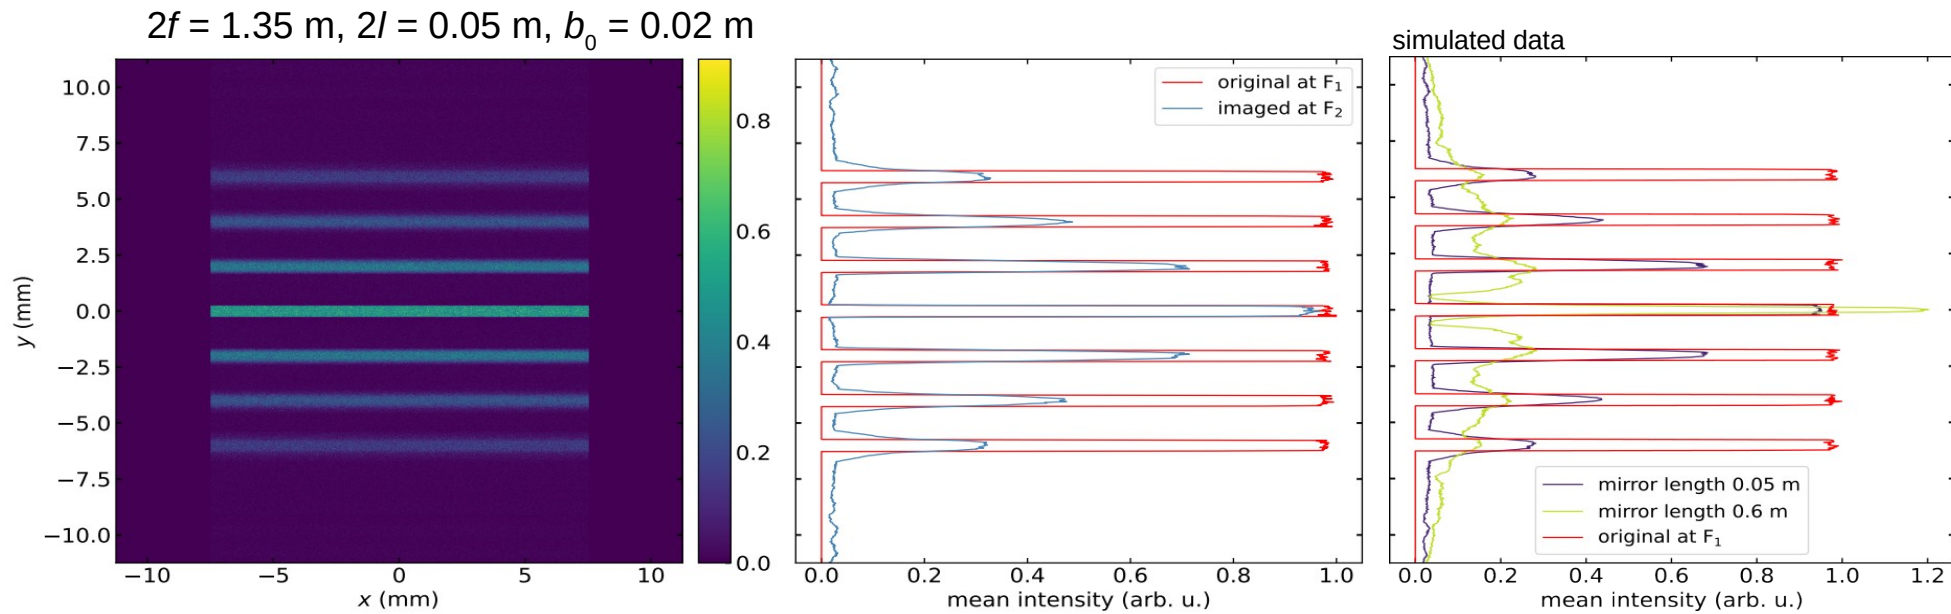 2f = 1.35 m, 2l = 0.05 m, b₀ = 0.02 m
10.0
7.5
5.0
2.5
0.0
−2.5
−5.0
−7.5
−10.0
y (mm)
−10
−5
0
5
10
x (mm)
0.8
0.6
0.4
0.2
0.0
original at F₁
imaged at F₂
0.0
0.2
0.4
0.6
0.8
1.0
mean intensity (arb. u.)
simulated data
mirror length 0.05 m
mirror length 0.6 m
original at F₁
0.0
0.2
0.4
0.6
0.8
1.0
1.2
mean intensity (arb. u.)